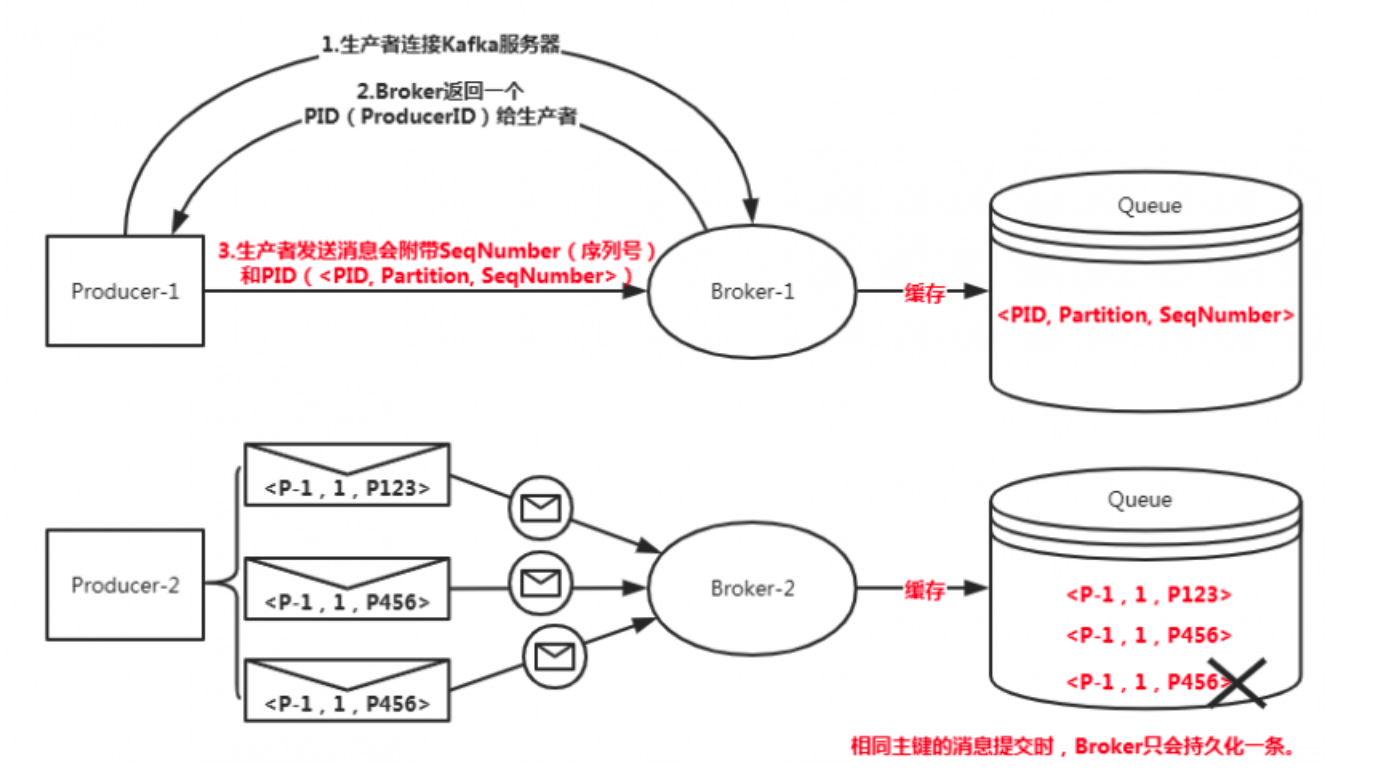 1.生产者连接Kafka服务器
2.Broker返回一个
PID（ProducerID）给生产者
3.生产者发送消息会附带SeqNumber（序列号）
和PID（<PID, Partition, SeqNumber>）
Producer-1
Broker-1
缓存
Queue
<PID, Partition, SeqNumber>
Producer-2
<P-1，1，P123>
<P-1，1，P456>
<P-1，1，P456>
Broker-2
缓存
Queue
<P-1，1，P123>
<P-1，1，P456>
<P-1，1，P456>
相同主键的消息提交时，Broker只会持久化一条。